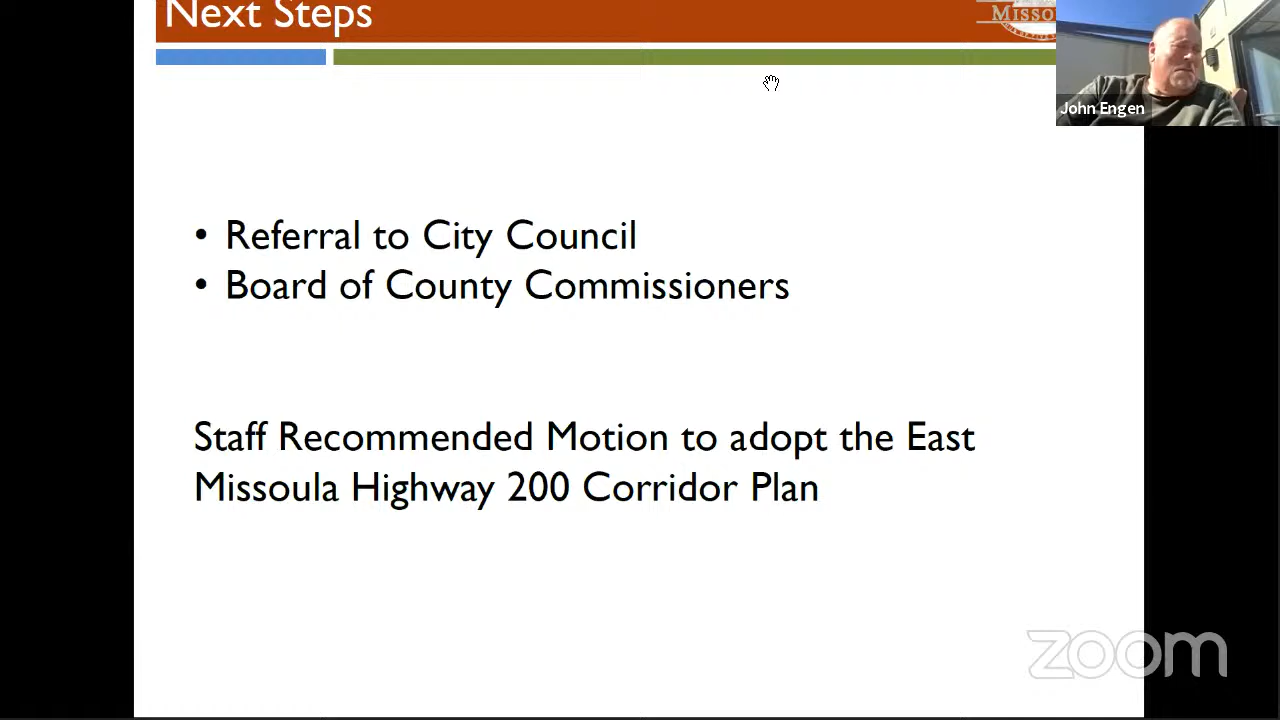 Next Steps
John Engen
• Referral to City Council
• Board of County Commissioners
Staff Recommended Motion to adopt the East
Missoula Highway 200 Corridor Plan
zoom